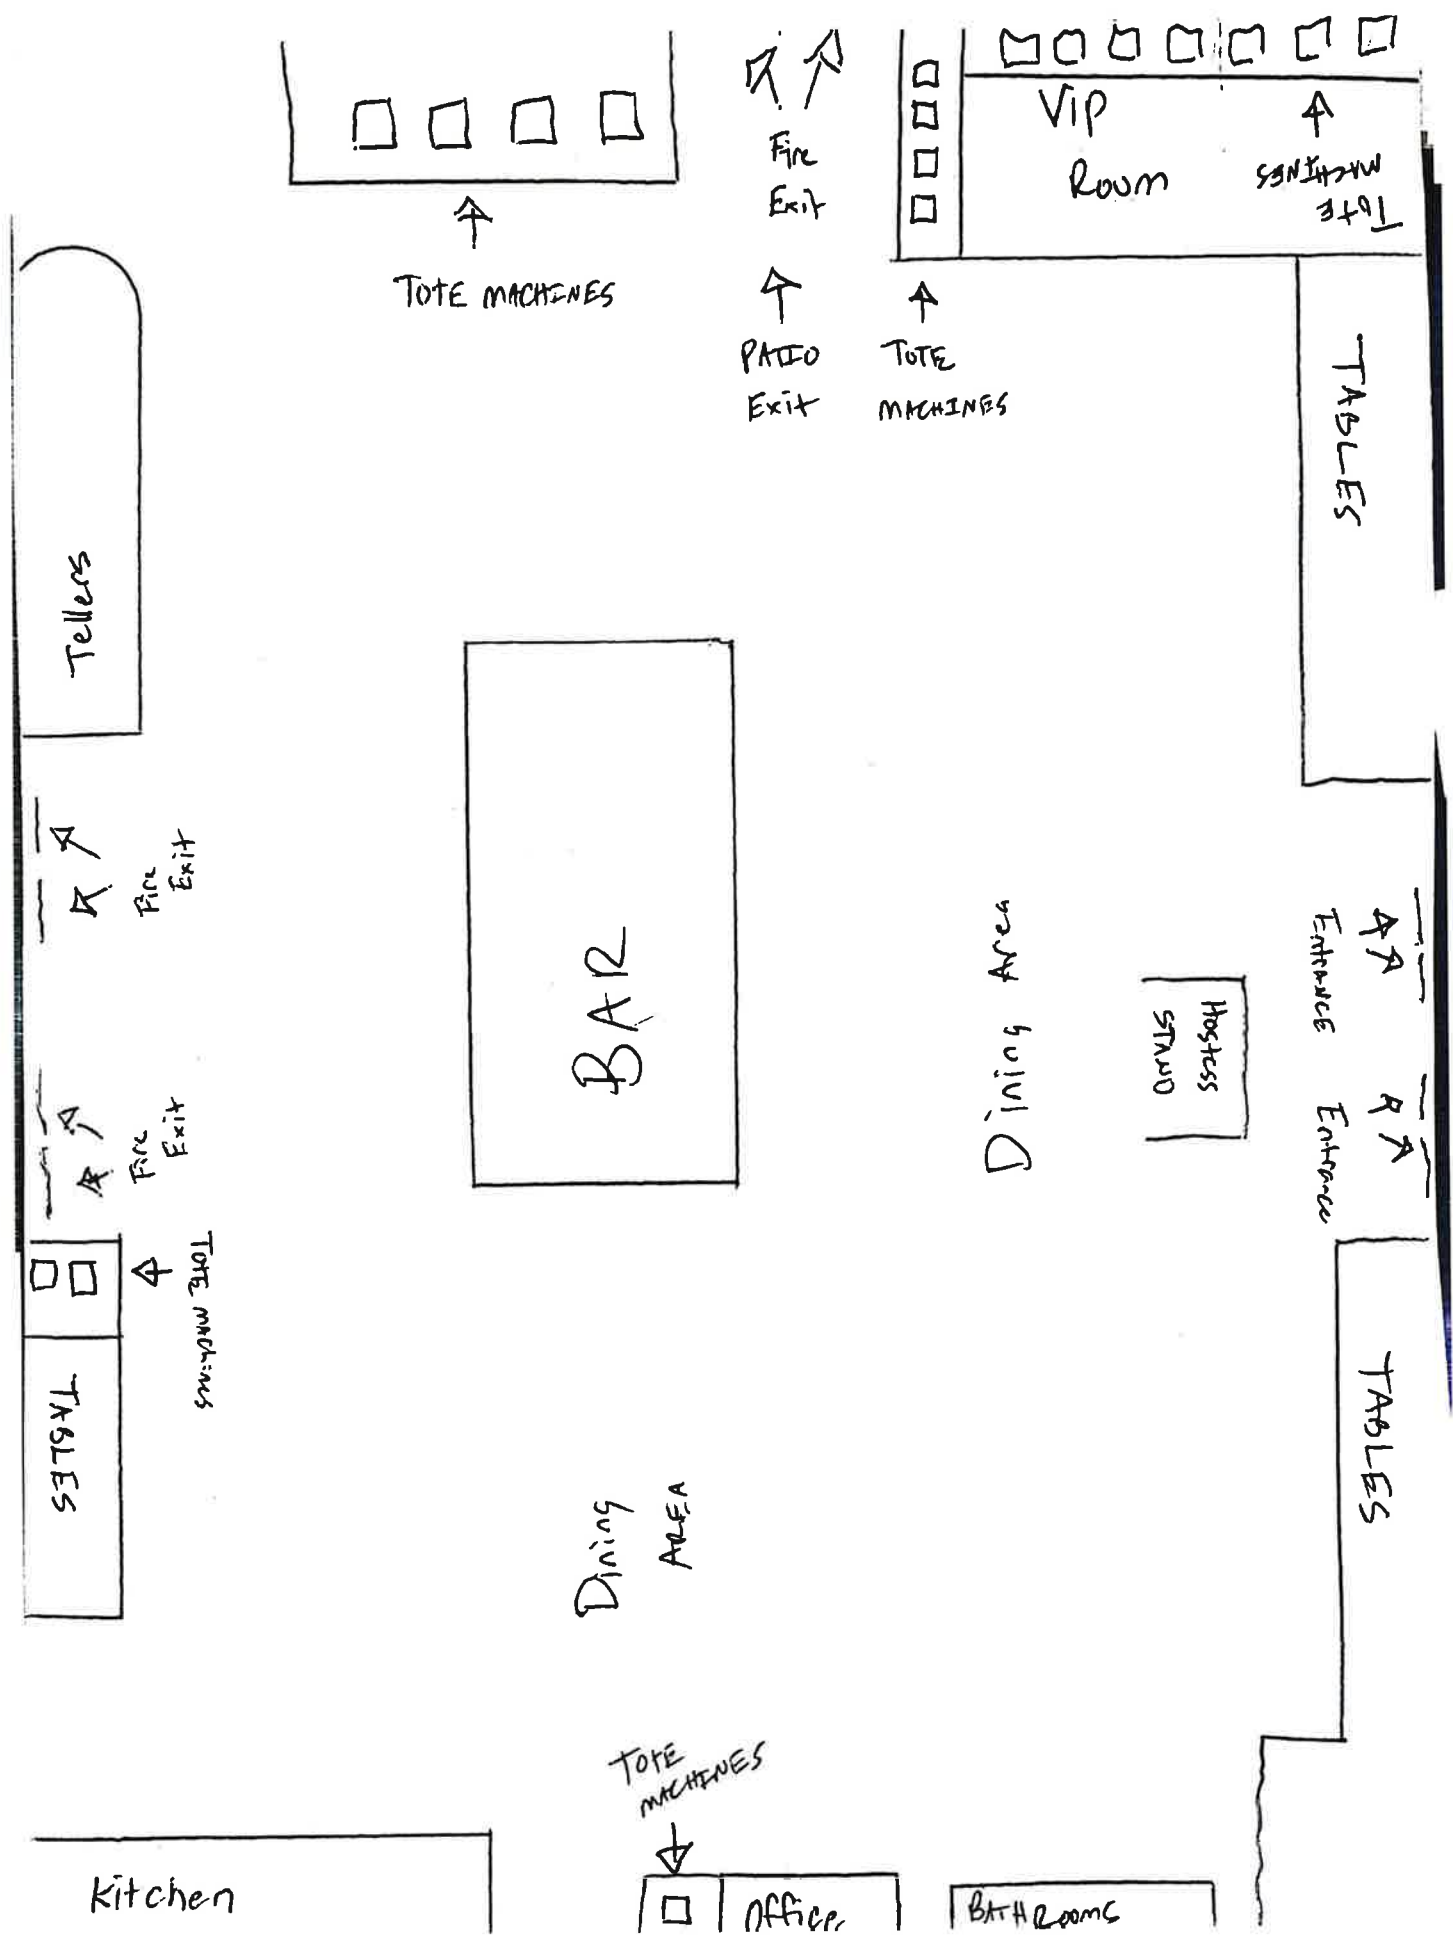 Vip
Room
TOTE
MACHINES
Fire
Exit
TOTE MACHINES
PATIO
Exit
TOTE
MACHINES
TABLES
Tellers
Fire
Exit
BAR
Dining Area
Hostess
STAND
ENTRANCE
Entrance
Fire
Exit
TOTE MAcHines
TABLES
TABLES
Dining
AREA
TOTE
MACHINES
Kitchen
Office
BATHROOMS